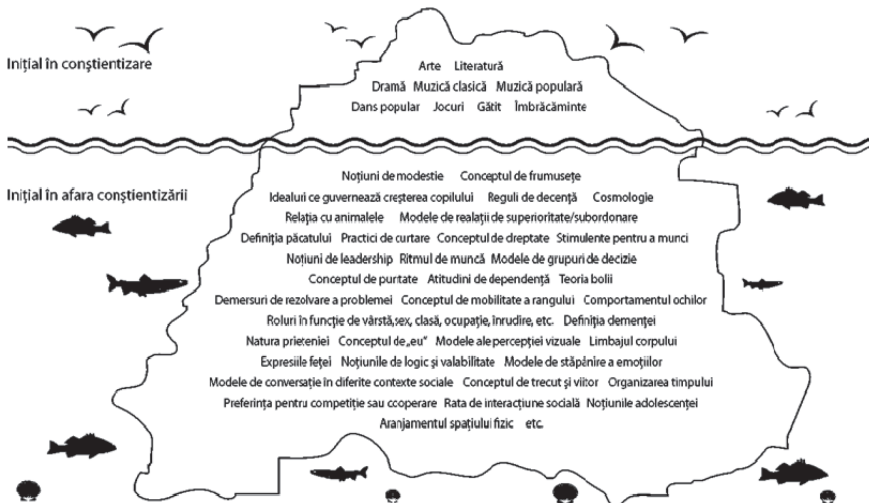 Inițial în conștientizare
Arte Literatură
Dramă Muzică clasică Muzică populară
Dans popular Jocuri Gătit Îmbrăcăminte
Inițial în afara conștientizării
Noțiuni de modestie Conceptul de frumusețe
Idealuri ce guvernează creșterea copilului Reguli de decență Cosmologie
Relația cu animalele Modele de realații de superioritate/subordonare
Definiția păcatului Practici de curtare Conceptul de dreptate Stimulente pentru a munci
Noțiuni de leadership Ritmul de muncă Modele de grupuri de decizie
Conceptul de puritate Atitudini de dependență Teoria bolii
Demersuri de rezolvare a problemei Conceptul de mobilitate a rangului Comportamentul ochilor
Roluri în funcție de vârstă,sex, clasă, ocupație, înrudire, etc. Definiția demenței
Natura prieteniei Conceptul de„eu” Modele ale percepției vizuale Limbajul corpului
Expresiile feței Noțiunile de logic și valabilitate Modele de stăpânire a emoțiilor
Modele de conversație în diferite contexte sociale Conceptul de trecut și viitor Organizarea timpului
Preferința pentru competiție sau cooperare Rata de interacțiune socială Noțiunile adolescenței
Aranjamentul spațiului fizic etc.